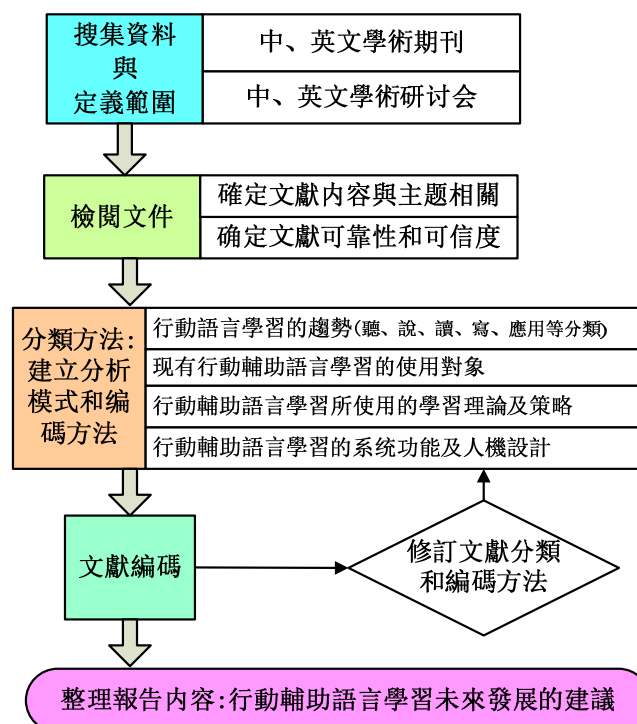 搜集資料
與
定義範圍
中、英文學術期刊
中、英文學術研讨会
檢閱文件
確定文獻内容與主题相關
确定文獻可靠性和可信度
分類方法:
建立分析
模式和编
碼方法
行動語言學習的趨勢(聽、說、讀、寫、應用等分類)
现有行動輔助語言學習的使用對象
行動輔助語言學習所使用的學習理論及策略
行動輔助語言學習的系统功能及人機設計
文獻编碼
修訂文獻分類
和編碼方法
整理報告内容:行動輔助語言學習未來發展的建議